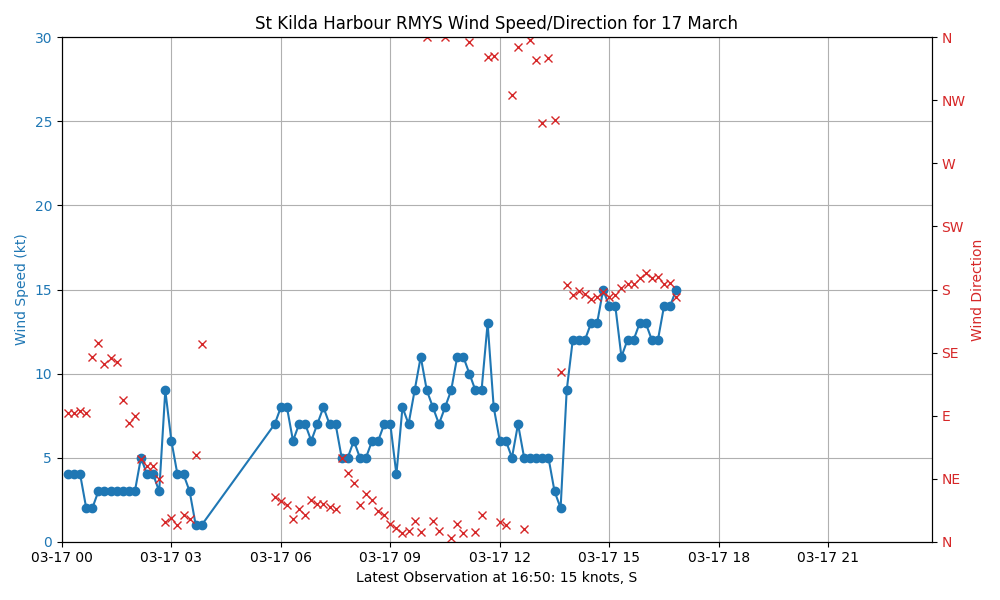 St Kilda Harbour RMYS Wind Speed/Direction for 17 March
30
25
20
15
10
5
0
Wind Speed (kt)
N
NW
W
SW
S
SE
E
NE
N
Wind Direction
03-17 00
03-17 03
03-17 06
03-17 09
03-17 12
03-17 15
03-17 18
03-17 21
Latest Observation at 16:50: 15 knots, S